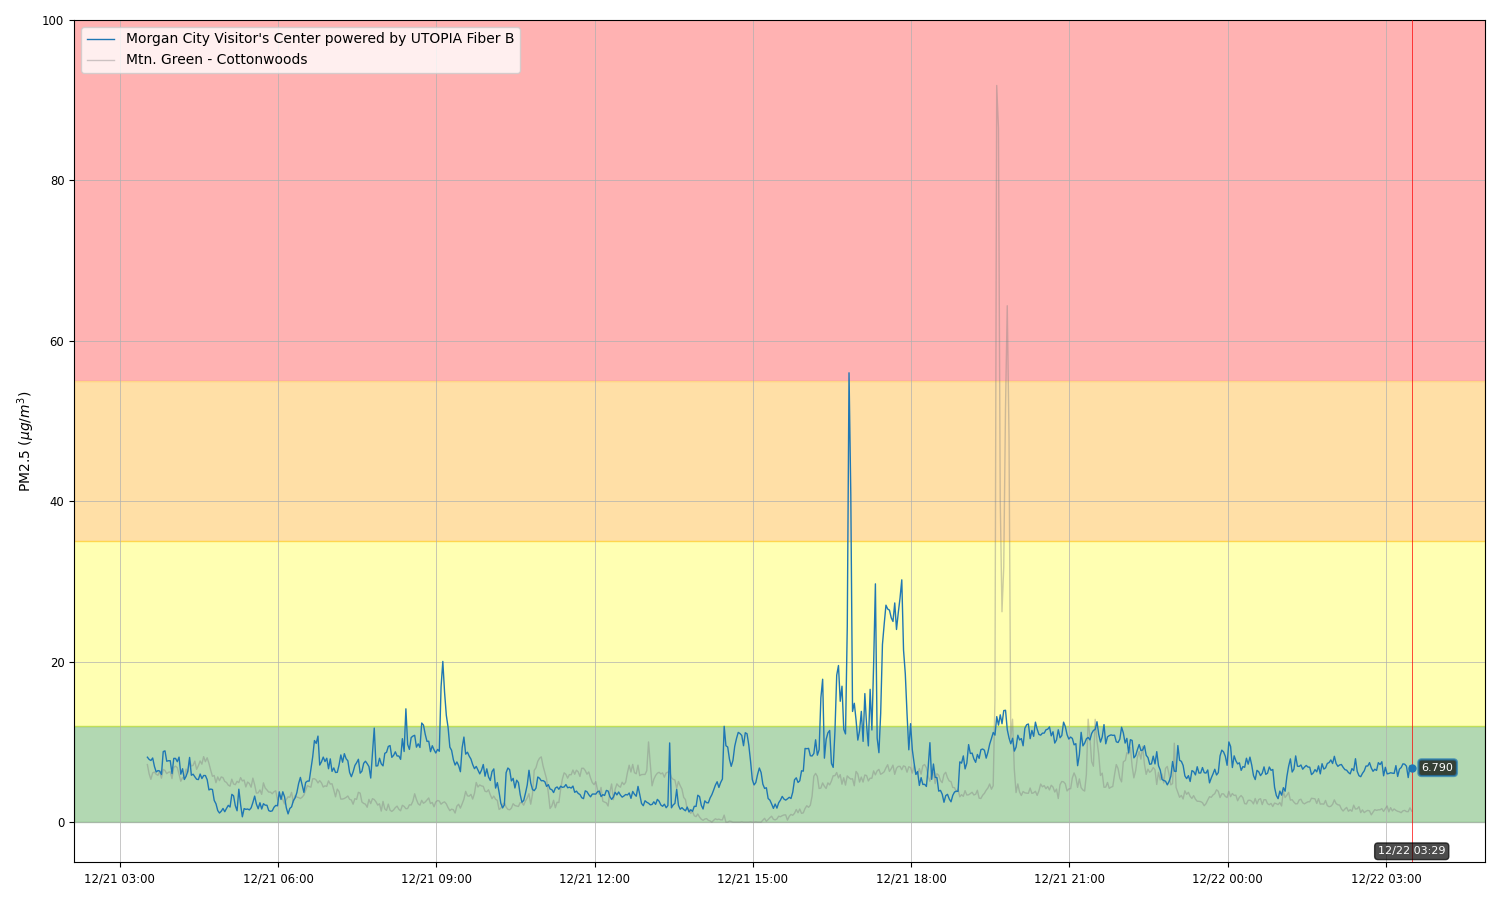 100
Morgan City Visitor's Center powered by UTOPIA Fiber B
Mtn. Green - Cottonwoods
80
60
PM2.5 (μg/m³)
40
20
6.790
0
12/22 03:29
12/21 03:00 12/21 06:00 12/21 09:00 12/21 12:00 12/21 15:00 12/21 18:00 12/21 21:00 12/22 00:00 12/22 03:00